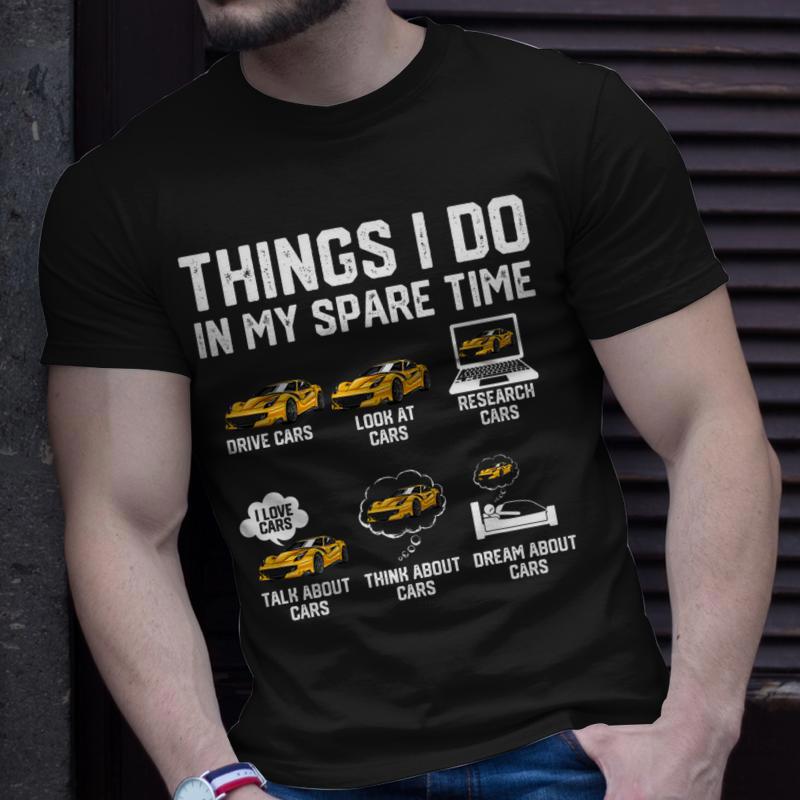 THINGS I DO
IN MY SPARE TIME
DRIVE CARS
LOOK AT
CARS
RESEARCH
CARS
I LOVE
CARS
TALK ABOUT
CARS
THINK ABOUT
CARS
DREAM ABOUT
CARS